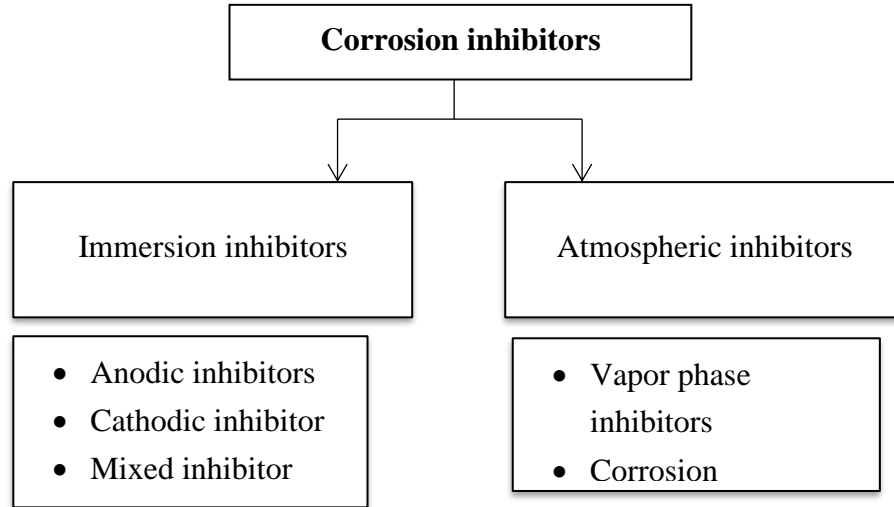 Corrosion inhibitors
Immersion inhibitors
Atmospheric inhibitors
• Anodic inhibitors
• Cathodic inhibitor
• Mixed inhibitor
• Vapor phase
inhibitors
• Corrosion